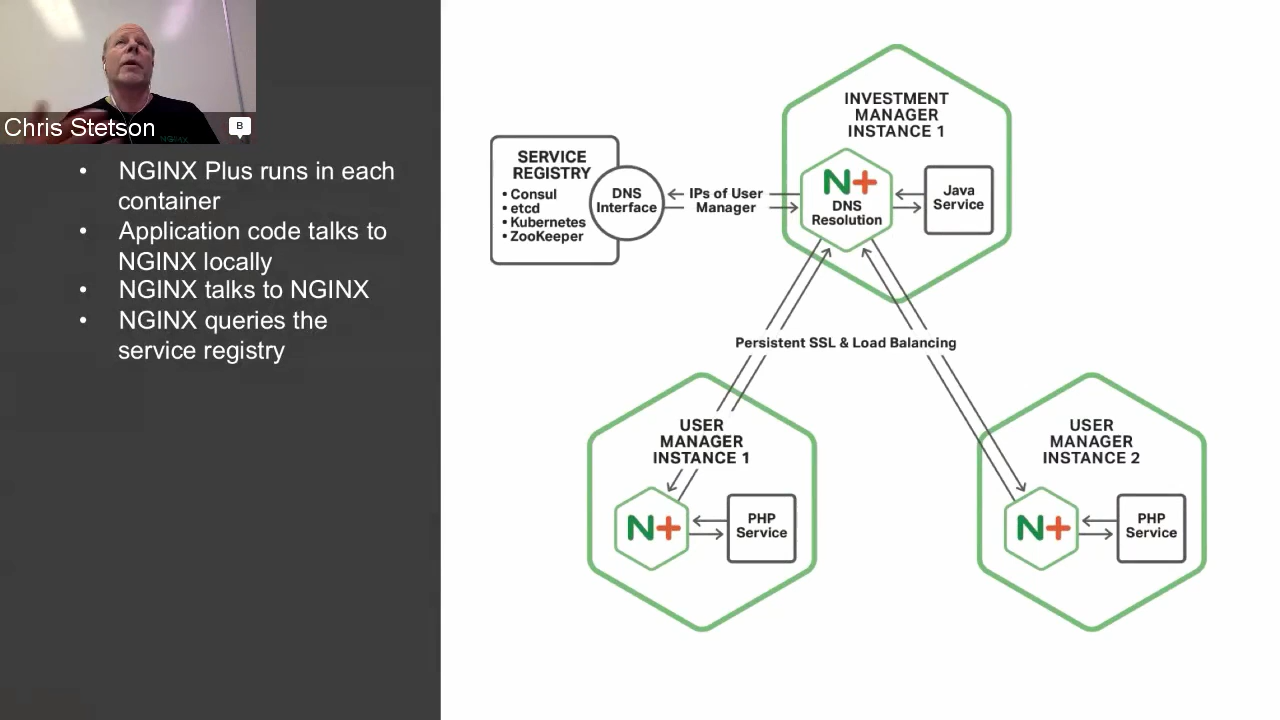 Chris Stetson
B
• NGINX Plus runs in each
container
• Application code talks to
NGINX locally
• NGINX talks to NGINX
• NGINX queries the
service registry
SERVICE
REGISTRY
• Consul
• etcd
• Kubernetes
• ZooKeeper
DNS
Interface
IPs of User
Manager
INVESTMENT
MANAGER
INSTANCE 1
N+
DNS
Resolution
Java
Service
Persistent SSL & Load Balancing
USER
MANAGER
INSTANCE 1
N+
PHP
Service
USER
MANAGER
INSTANCE 2
N+
PHP
Service